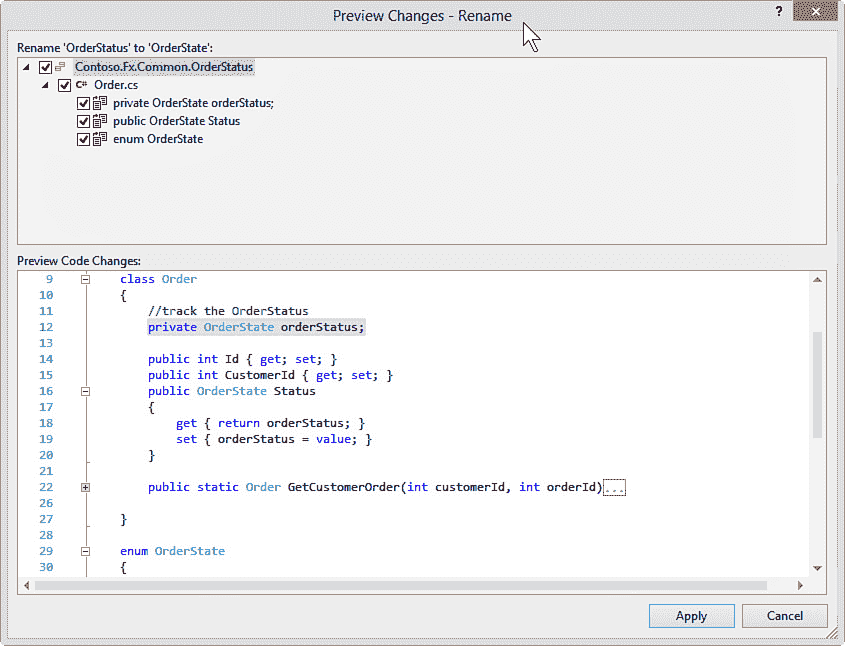 Preview Changes - Rename
?
Rename 'OrderStatus' to 'OrderState':
Contoso.Fx.Common.OrderStatus
C# Order.cs
private OrderState orderStatus;
public OrderState Status
enum OrderState
Preview Code Changes:
9 class Order
10 {
11 //track the OrderStatus
12 private OrderState orderStatus;
13
14 public int Id { get; set; }
15 public int CustomerId { get; set; }
16 public OrderState Status
17 {
18 get { return orderStatus; }
19 set { orderStatus = value; }
20 }
21
22 public static Order GetCustomerOrder(int customerId, int orderId)...
26
27 }
28
29 enum OrderState
30 {
Apply Cancel